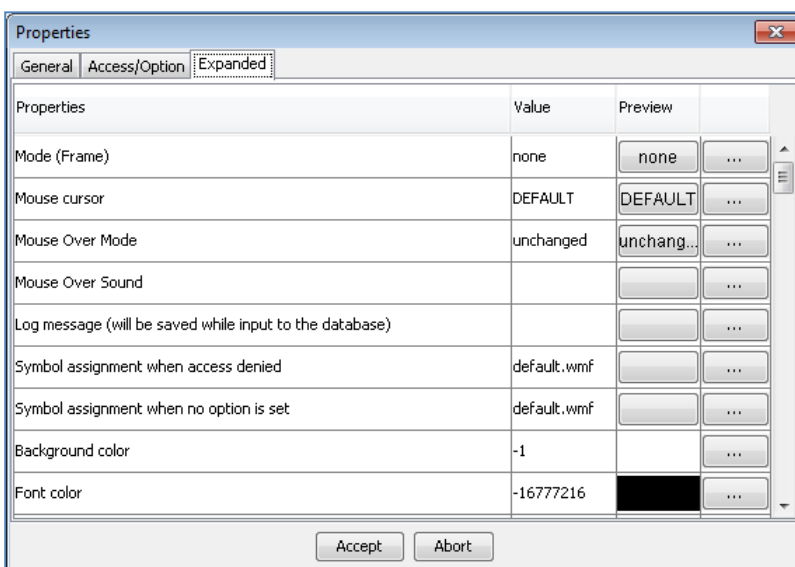 Properties
General Access/Option Expanded
Properties Value Preview
Mode (Frame) none none ...
Mouse cursor DEFAULT DEFAULT ...
Mouse Over Mode unchanged unchang... ...
Mouse Over Sound ...
Log message (will be saved while input to the database) ...
Symbol assignment when access denied default.wmf ...
Symbol assignment when no option is set default.wmf ...
Background color -1 ...
Font color -16777216 ...
Accept Abort